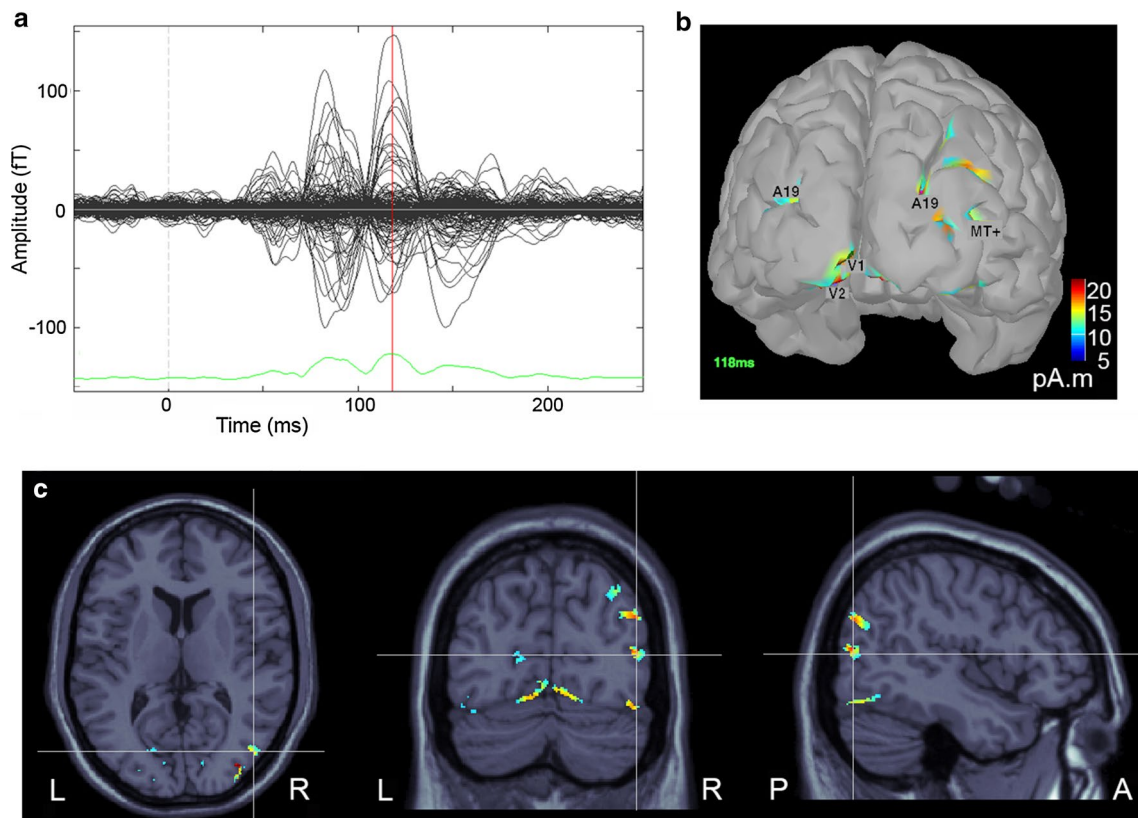 a
Amplitude (fT)
100
0
-100
0
100
200
Time (ms)
b
A19
A19
MT+
V1
V2
20
15
10
5
pA.m
118ms
c
L
R
L
R
P
A